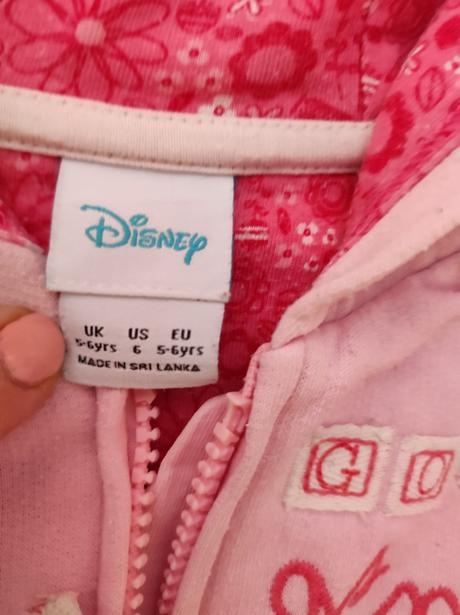 Disney
UK US EU
5-6yrs 6 5-6yrs
MADE IN SRI LANKA
G